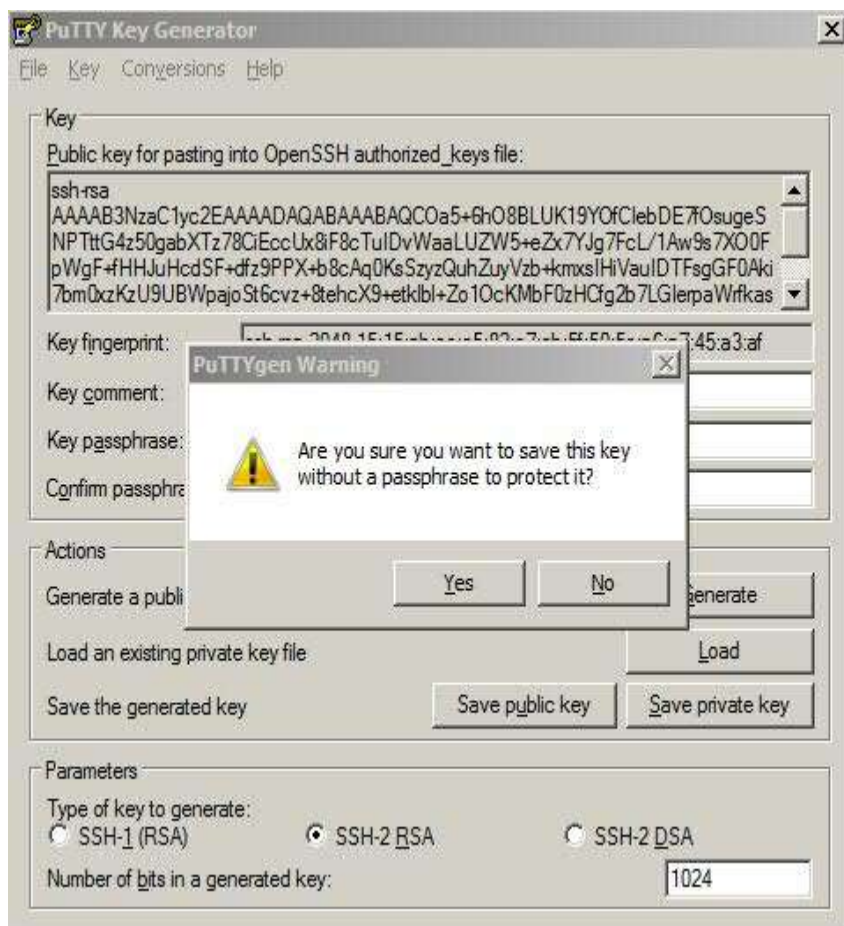 PuTTY Key Generator
File Key Conversions Help
Key
Public key for pasting into OpenSSH authorized_keys file:
ssh-rsa
AAAAB3NzaC1yc2EAAAADAQABAAABAQCOa5+6hO8BLUK19YOfClebDE7fOsugeS
NPTttG4z50gabXTz78CiEccUx8iF8cTuIDvWaaLUZW5+eZx7YJg7FcL/1Aw9s7XO0F
pWgF+fHHJuHcdSF+dfz9PPX+b8cAq0KsSzyzQuhZuyVzb+kmxsIHiVauIDTFsgGF0Aki
7bm0xzKzU9UBWpajoSt6cvz+8tehcX9+etklbl+Zo1OcKMbF0zHCfg2b7LGlerpaWrfkas
Key fingerprint: :45:a3:af
PuTTYgen Warning
Key comment:
Are you sure you want to save this key
without a passphrase to protect it?
Key passphrase:
Confirm passphra
Yes No
Actions
Generate a publi enerate
Load an existing private key file Load
Save the generated key Save public key Save private key
Parameters
Type of key to generate:
SSH-1 (RSA) SSH-2 RSA SSH-2 DSA
Number of bits in a generated key: 1024